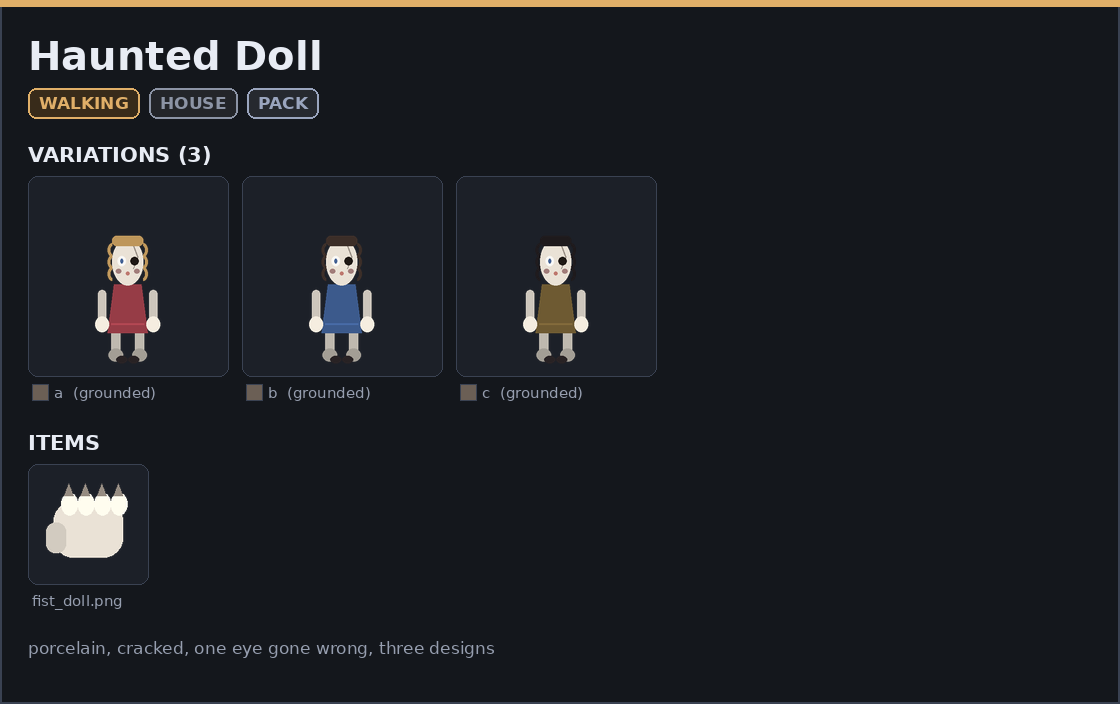 Haunted Doll
WALKING HOUSE PACK
VARIATIONS (3)
a (grounded) b (grounded) c (grounded)
ITEMS
fist_doll.png
porcelain, cracked, one eye gone wrong, three designs